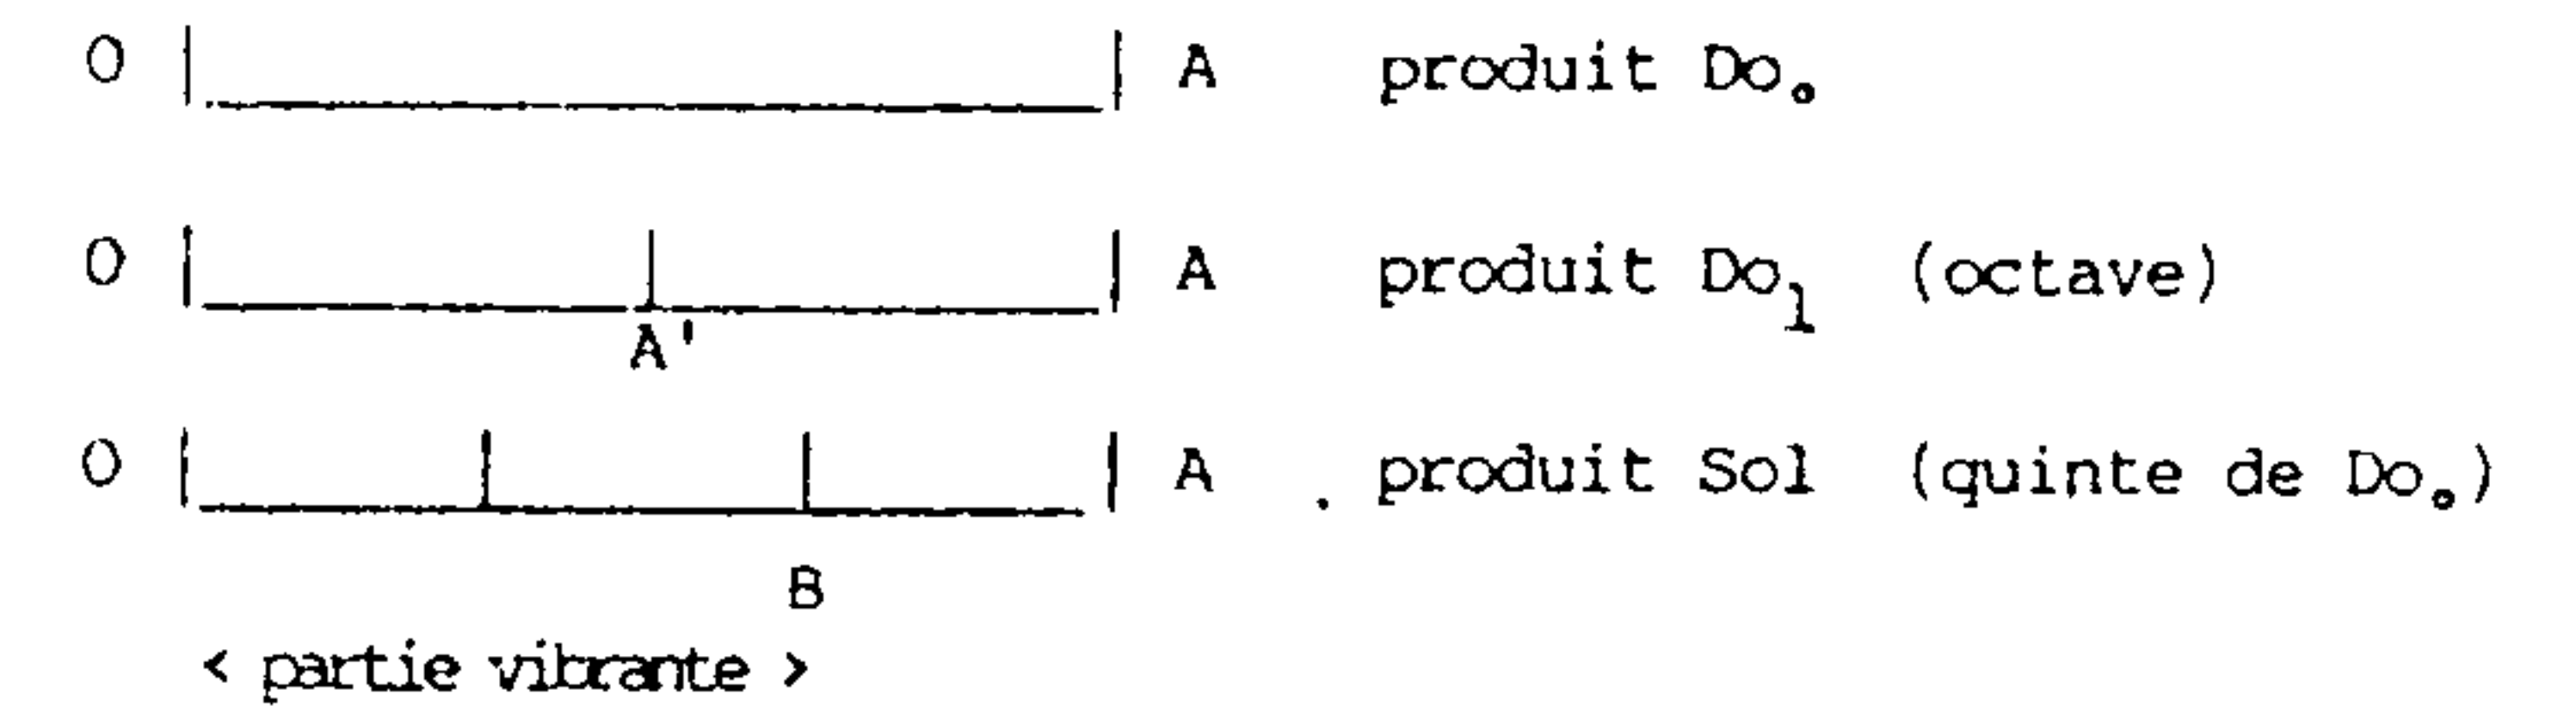 O A produit Do₀
O A produit Do₁ (octave)
A'
O A . produit Sol (quinte de Do₀)
B
< partie vibrante >